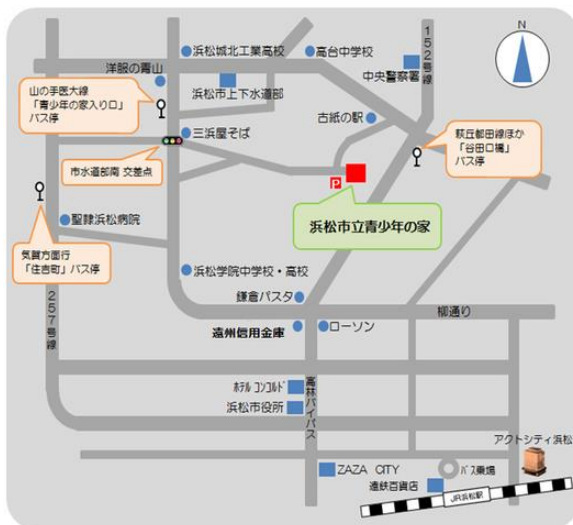 浜松城北工業高校
高台中学校
152号線
N
洋服の青山
中央警察署
山の手医大線
「青少年の家入り口」
バス停
浜松市上下水道部
古紙の駅
萩丘都田線ほか
「谷田口橋」
バス停
三浜屋そば
市水道部南 交差点
P
浜松市立青少年の家
聖隷浜松病院
気賀方面行
「住吉町」バス停
浜松学院中学校・高校
257号線
鎌倉パスタ
柳通り
遠州信用金庫
ローソン
ホテル コンコルド
浜松市役所
高林バイパス
アクトシティ浜松
ZAZA CITY
バス乗場
遠鉄百貨店
JR浜松駅